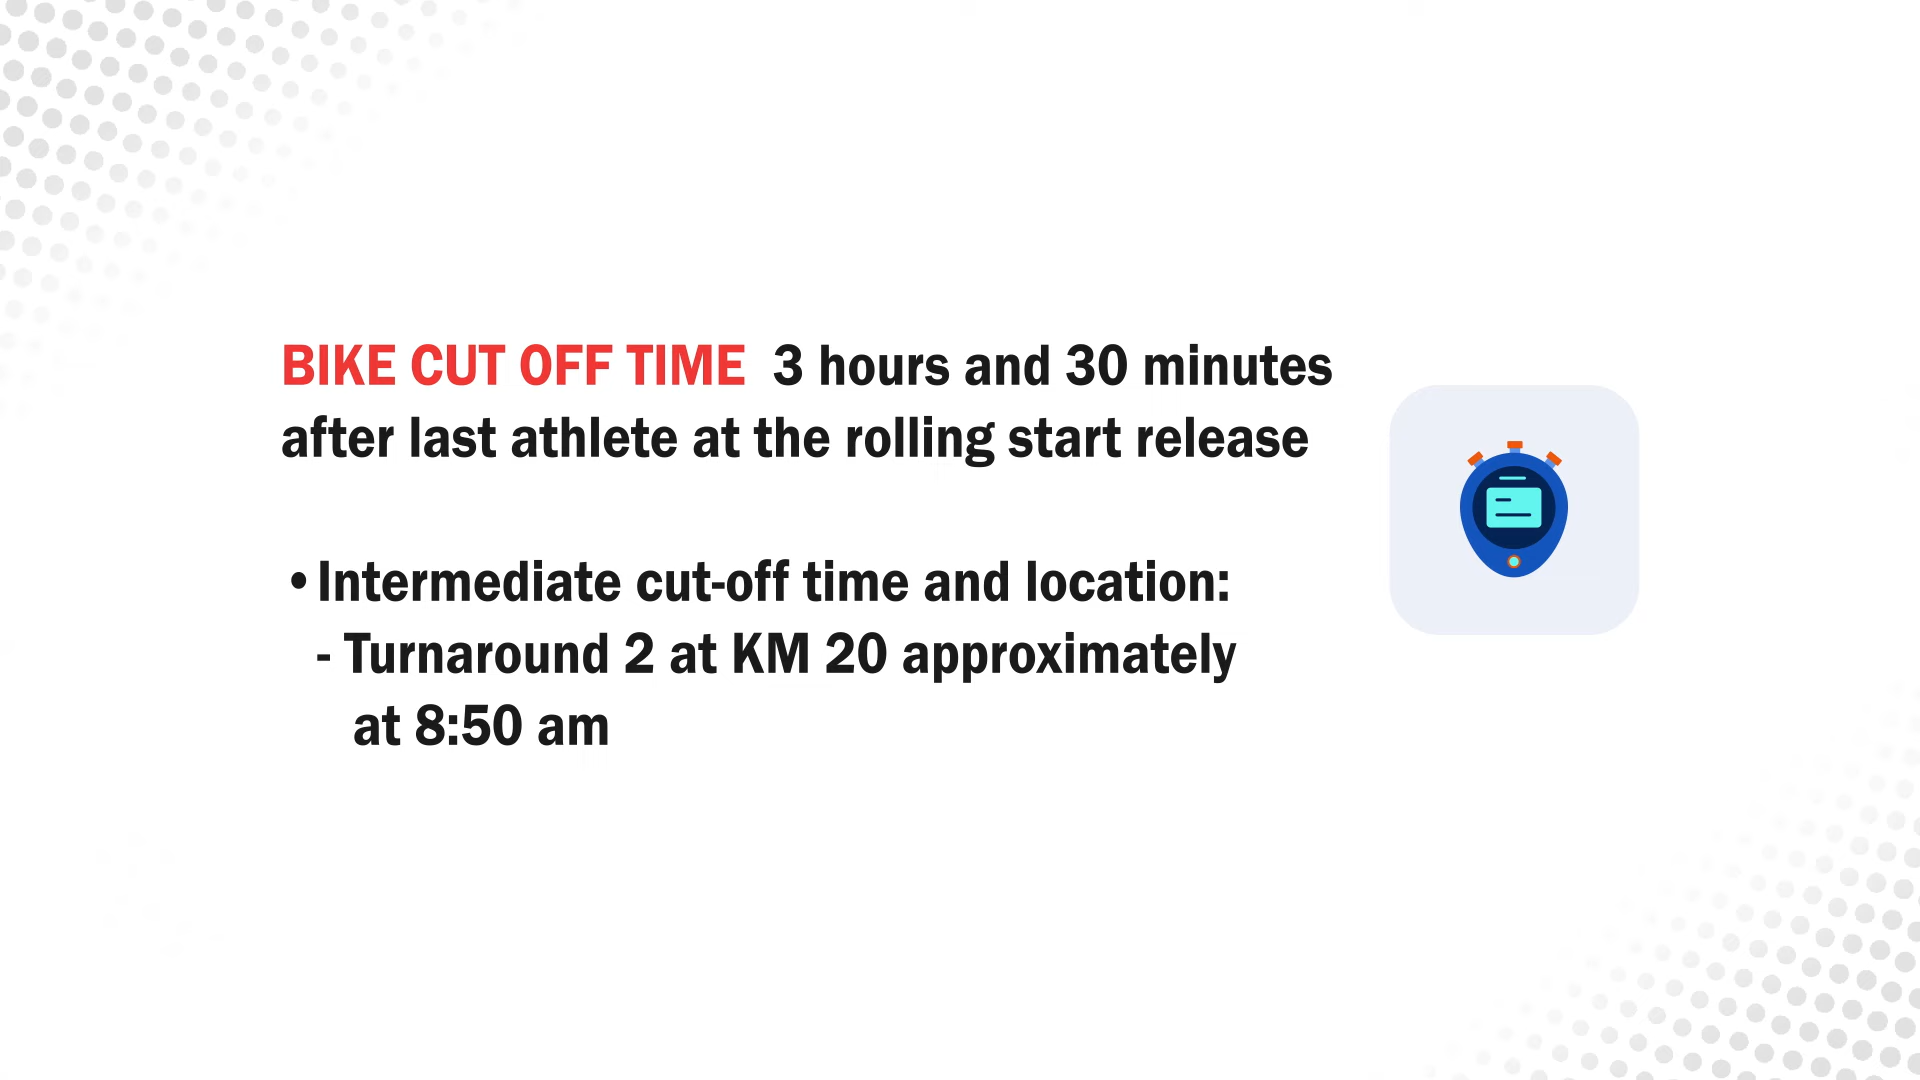 BIKE CUT OFF TIME 3 hours and 30 minutes
after last athlete at the rolling start release
• Intermediate cut-off time and location:
- Turnaround 2 at KM 20 approximately
at 8:50 am